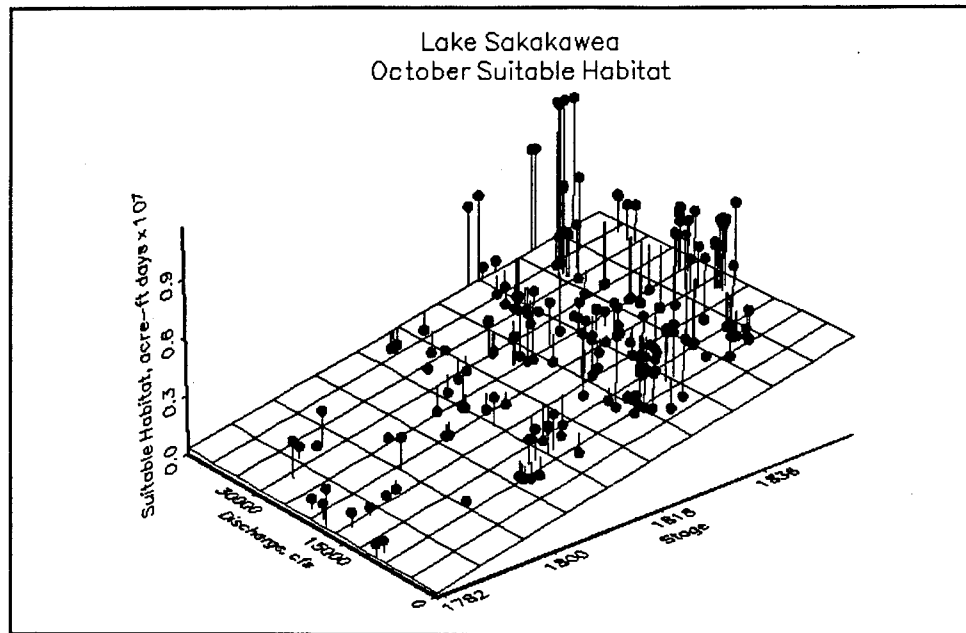 Lake Sakakawea
October Suitable Habitat
Suitable Habitat, acre-ft days x 10⁷
0.9
0.6
0.3
0.0
30000
15000
0
Discharge, cfs
1782
1800
1818
1836
Stage